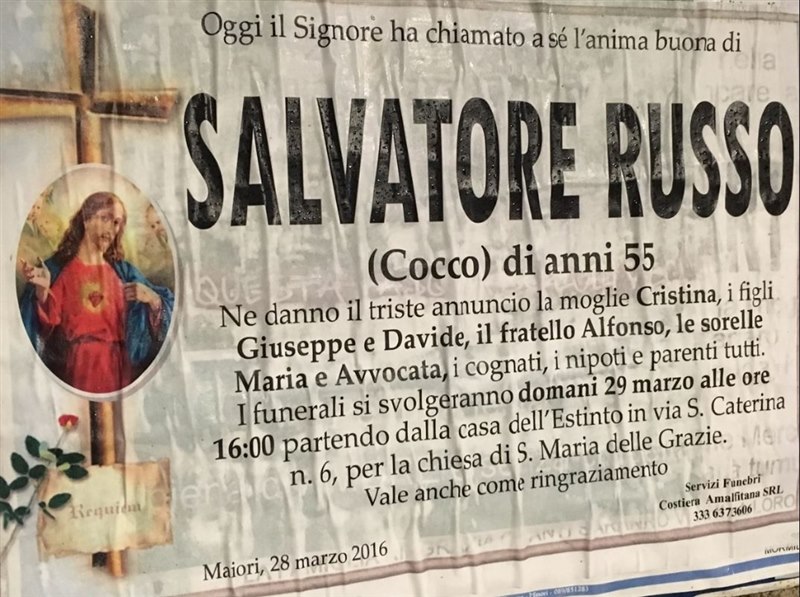 Oggi il Signore ha chiamato a sé l'anima buona di
SALVATORE RUSSO
(Cocco) di anni 55
Ne danno il triste annuncio la moglie Cristina, i figli
Giuseppe e Davide, il fratello Alfonso, le sorelle
Maria e Avvocata, i cognati, i nipoti e parenti tutti.
I funerali si svolgeranno domani 29 marzo alle ore
16:00 partendo dalla casa dell'Estinto in via S. Caterina
n. 6, per la chiesa di S. Maria delle Grazie.
Vale anche come ringraziamento
Servizi Funebri
Costiera Amalfitana SRL
333 6373606
Requiem
Maiori, 28 marzo 2016